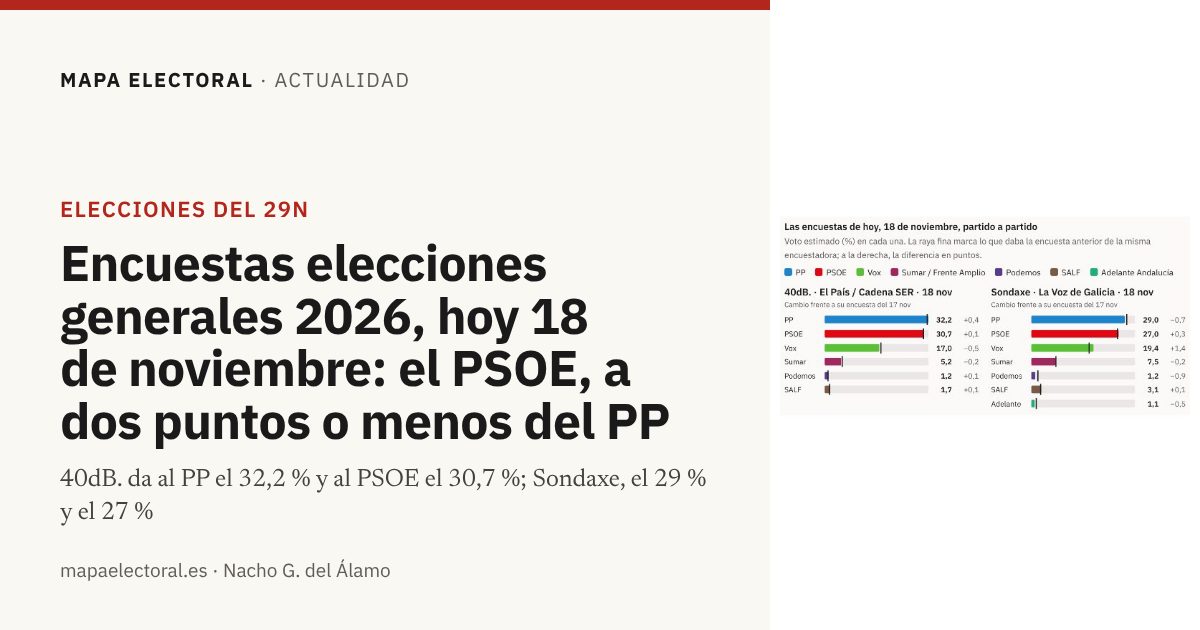 MAPA ELECTORAL · ACTUALIDAD
ELECCIONES DEL 29N
Encuestas elecciones
generales 2026, hoy 18
de noviembre: el PSOE, a
dos puntos o menos del PP
40dB. da al PP el 32,2 % y al PSOE el 30,7 %; Sondaxe, el 29 %
y el 27 %
mapaelectoral.es · Nacho G. del Álamo
Las encuestas de hoy, 18 de noviembre, partido a partido
Voto estimado (%) en cada una. La raya fina marca lo que daba la encuesta anterior de la misma
encuestadora; a la derecha, la diferencia en puntos.
PP PSOE Vox Sumar / Frente Amplio Podemos SALF Adelante Andalucía
40dB. · El País / Cadena SER · 18 nov
Cambio frente a su encuesta del 17 nov
PP 32,2 +0,4
PSOE 30,7 +0,1
Vox 17,0 −0,5
Sumar 5,2 −0,2
Podemos 1,2 +0,1
SALF 1,7 +0,1
Sondaxe · La Voz de Galicia · 18 nov
Cambio frente a su encuesta del 17 nov
PP 29,0 −0,7
PSOE 27,0 +0,3
Vox 19,4 +1,4
Sumar 7,5 −0,2
Podemos 1,2 −0,9
SALF 3,1 +0,1
Adelante 1,1 −0,5